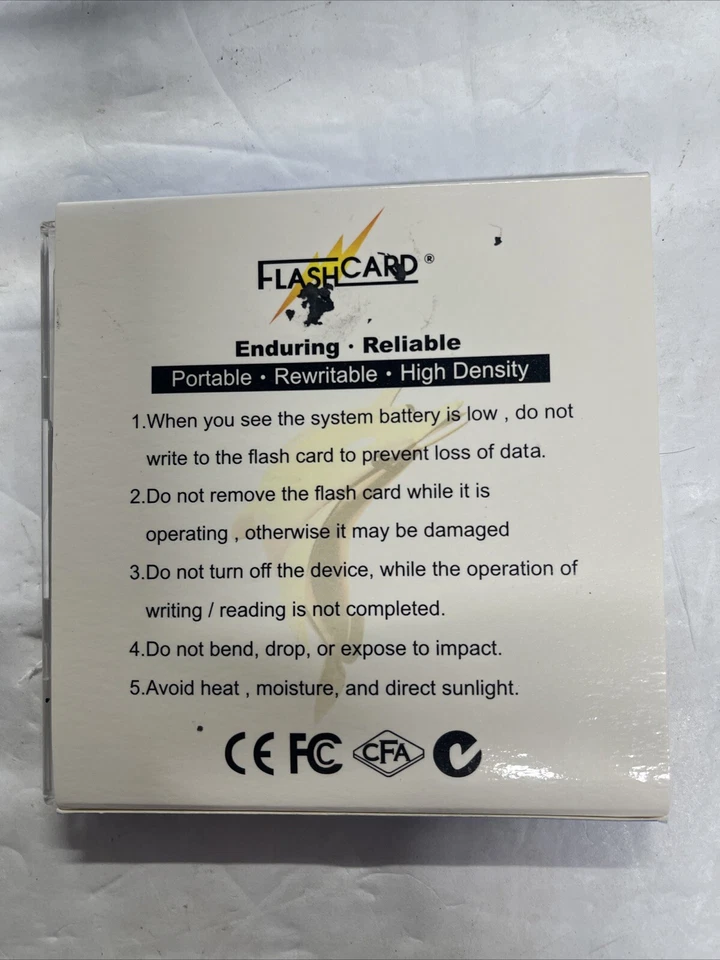 FLASHCARD®
Enduring · Reliable
Portable · Rewritable · High Density
1.When you see the system battery is low , do not
write to the flash card to prevent loss of data.
2.Do not remove the flash card while it is
operating , otherwise it may be damaged
3.Do not turn off the device, while the operation of
writing / reading is not completed.
4.Do not bend, drop, or expose to impact.
5.Avoid heat , moisture, and direct sunlight.
CE FC CFA